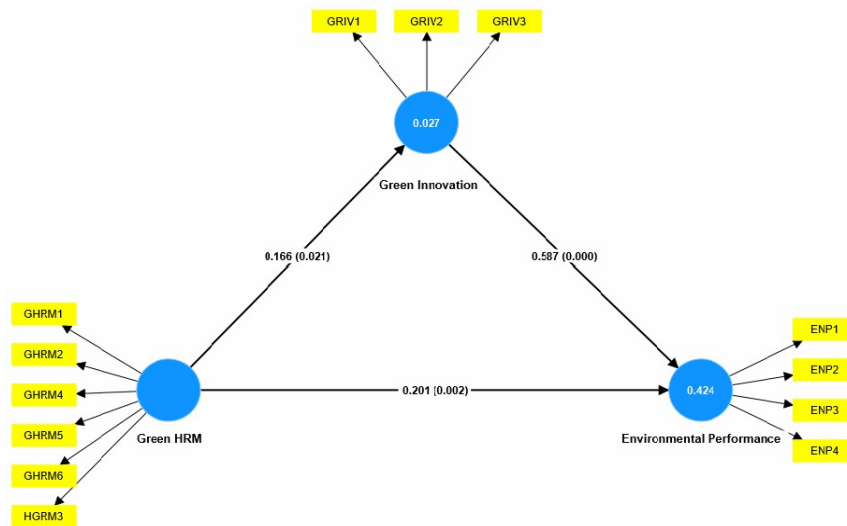 GRIV1 GRIV2 GRIV3
0.027
Green Innovation
0.166 (0.021) 0.587 (0.000)
GHRM1
GHRM2
GHRM4
GHRM5
GHRM6
HGRM3
Green HRM
0.201 (0.002)
0.424
Environmental Performance
ENP1
ENP2
ENP3
ENP4